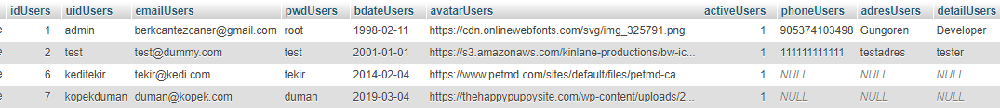 idUsers uidUsers emailUsers pwdUsers bdateUsers avatarUsers activeUsers phoneUsers adresUsers detailUsers
1 admin berkcantezcaner@gmail.com root 1998-02-11 https://cdn.onlinewebfonts.com/svg/img_325791.png 1 905374103498 Gungoren Developer
2 test test@dummy.com test 2001-01-01 https://s3.amazonaws.com/kinlane-productions/bw-ic... 1 111111111111 testadres tester
6 keditekir tekir@kedi.com tekir 2014-02-04 https://www.petmd.com/sites/default/files/petmd-ca... 1 NULL NULL NULL
7 kopekduman duman@kopek.com duman 2019-03-04 https://thehappypuppysite.com/wp-content/uploads/2... 1 NULL NULL NULL